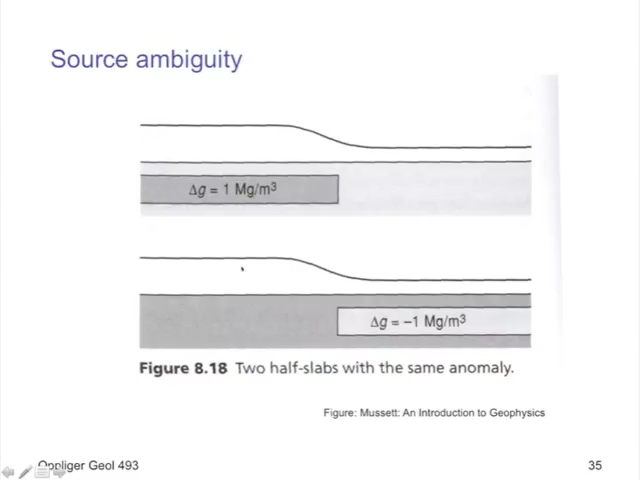 Source ambiguity
Δg = 1 Mg/m³
Δg = −1 Mg/m³
Figure 8.18 Two half-slabs with the same anomaly.
Figure: Mussett: An Introduction to Geophysics
Oppliger Geol 493
35